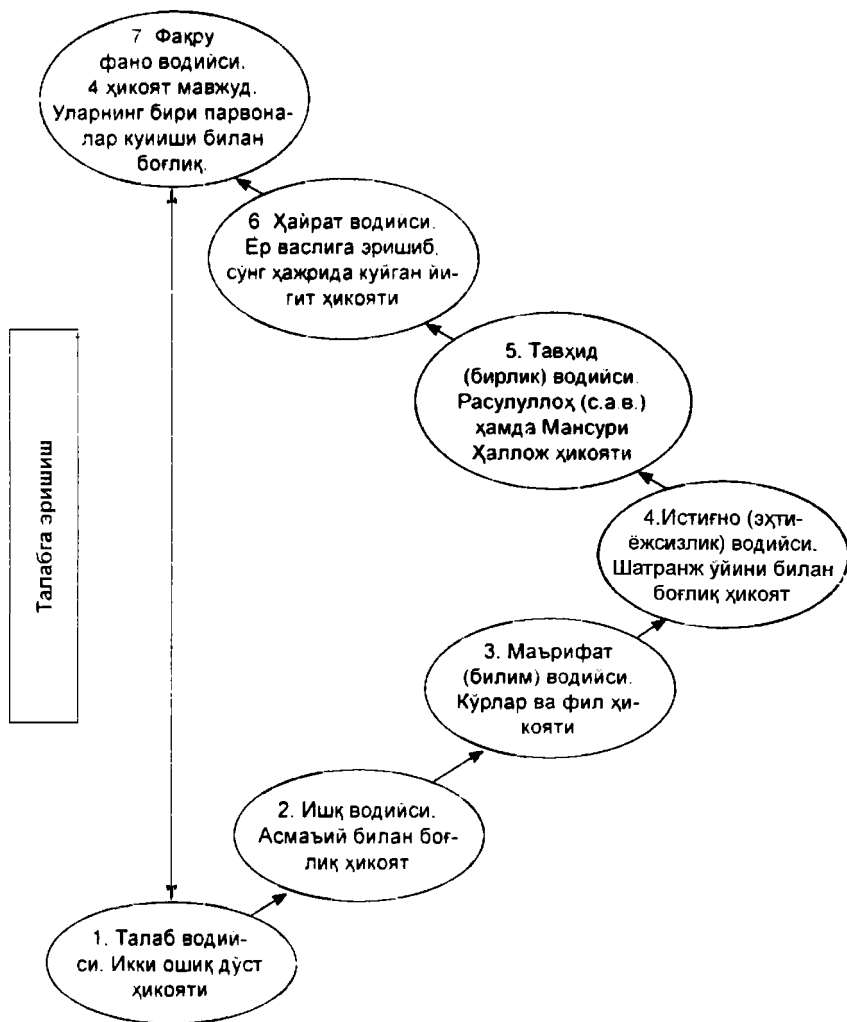 7 Фақру
фано водийси.
4 ҳикоят мавжуд.
Уларнинг бири парвона-
лар куйиши билан
боғлиқ.
6 Ҳайрат водийси.
Ёр васлига эришиб,
сўнг ҳажрида куйган йи-
гит ҳикояти
5. Тавҳид
(бирлик) водийси.
Расулуллоҳ (с.а.в.)
ҳамда Мансури
Ҳаллож ҳикояти
4.Истиғно (эҳти-
ёжсизлик) водийси.
Шатранж ўйини билан
боғлиқ ҳикоят
Талабга эришиш
3. Маърифат
(билим) водийси.
Кўрлар ва фил ҳи-
кояти
2. Ишқ водийси.
Асмаъий билан боғ-
лиқ ҳикоят
1. Талаб водий-
си. Икки ошиқ дўст
ҳикояти